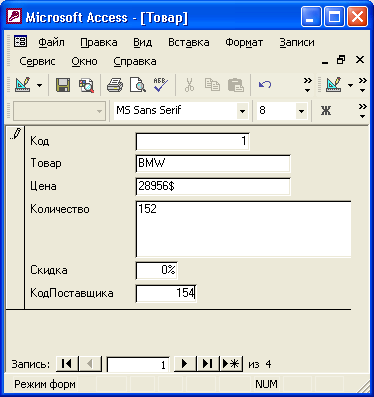 Microsoft Access - [Товар]
Файл Правка Вид Вставка Формат Записи
Сервис Окно Справка
MS Sans Serif 8 Ж
Код 1
Товар BMW
Цена 28956$
Количество 152
Скидка 0%
КодПоставщика 154
Запись: 1 из 4
Режим форм NUM